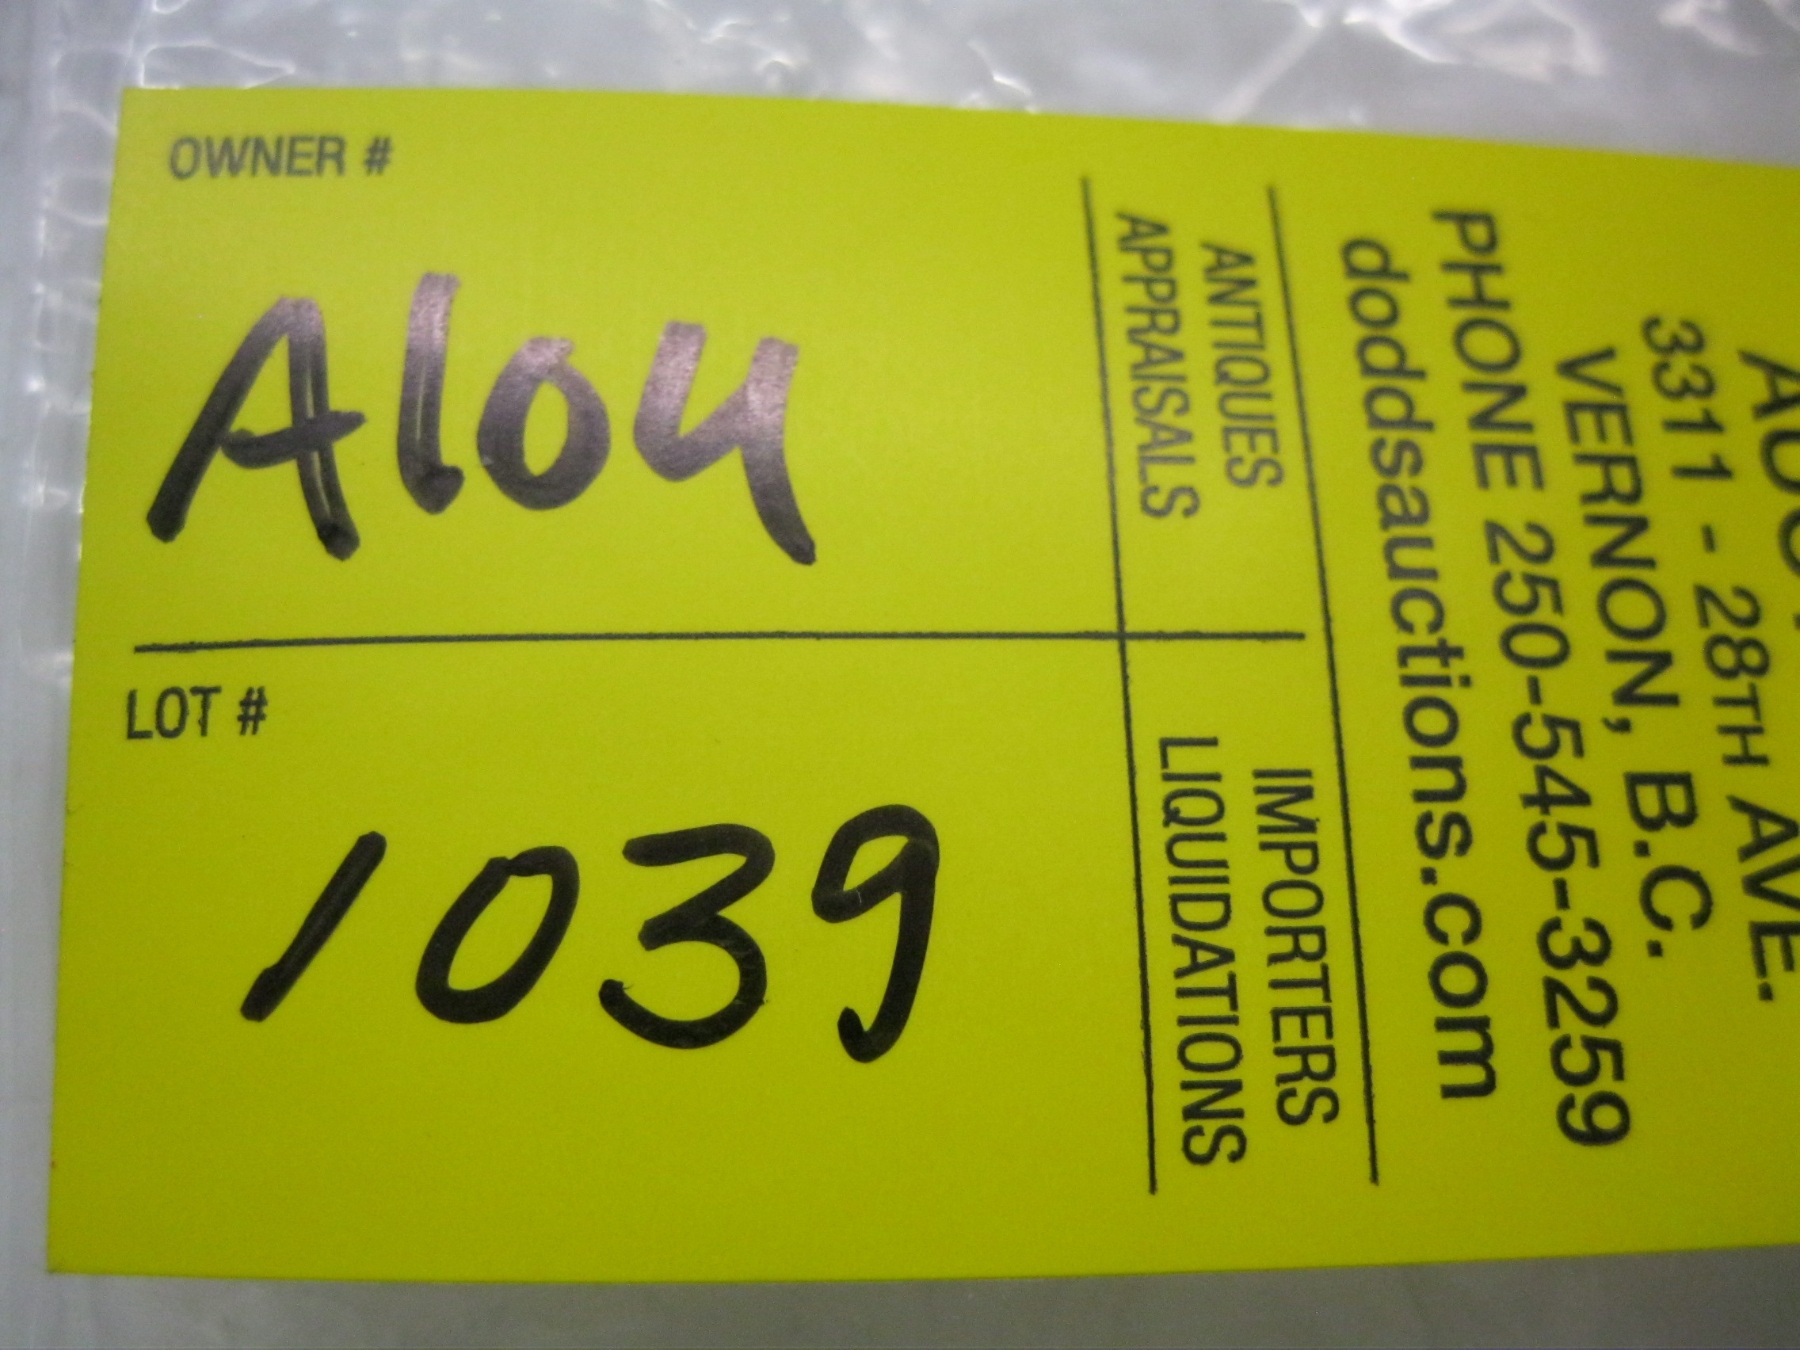 OWNER #
A104
LOT #
1039
3311 - 28TH AVE.
VERNON, B.C.
PHONE 250-545-3259
doddsauctions.com
ANTIQUES IMPORTERS
APPRAISALS LIQUIDATIONS